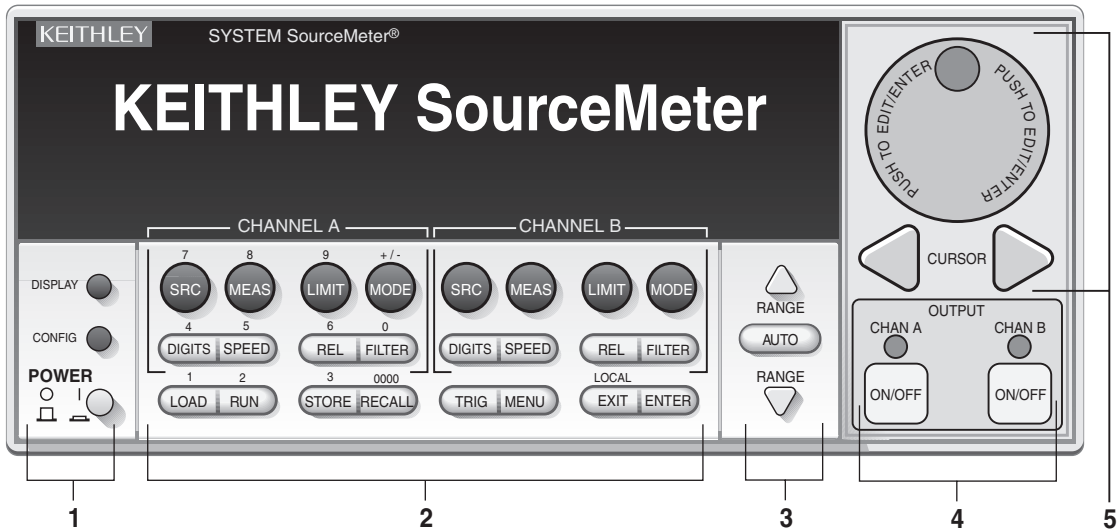 KEITHLEY SYSTEM SourceMeter®
KEITHLEY SourceMeter
PUSH TO EDIT/ENTER
PUSH TO EDIT/ENTER
CURSOR
CHANNEL A CHANNEL B
7 8 9 +/-
DISPLAY SRC MEAS LIMIT MODE SRC MEAS LIMIT MODE
RANGE
4 5 6 0
CONFIG DIGITS SPEED REL FILTER DIGITS SPEED REL FILTER AUTO
OUTPUT
CHAN A CHAN B
POWER
1 2 3 0000 LOCAL RANGE
LOAD RUN STORE RECALL TRIG MENU EXIT ENTER
ON/OFF ON/OFF
1 2 3 4 5